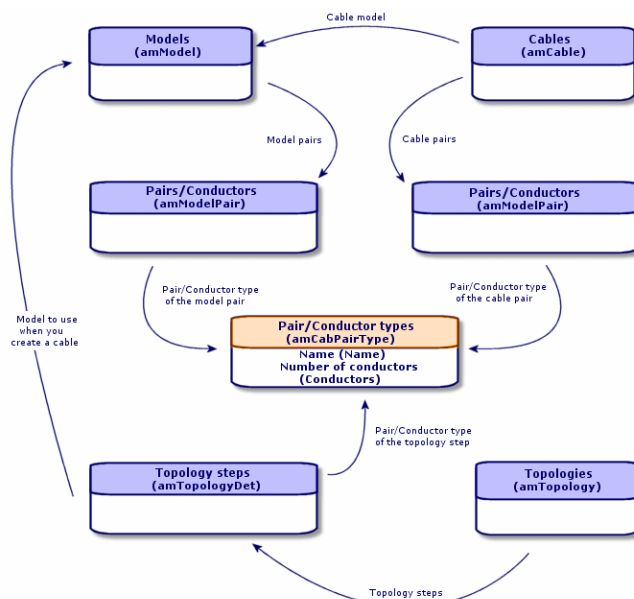 Cable model
Models
(amModel)
Cables
(amCable)
Model pairs
Cable pairs
Pairs/Conductors
(amModelPair)
Pairs/Conductors
(amModelPair)
Pair/Conductor type
of the model pair
Pair/Conductor type
of the cable pair
Model to use
when you
create a cable
Pair/Conductor types
(amCabPairType)
Name (Name)
Number of conductors
(Conductors)
Pair/Conductor type
of the topology step
Topology steps
(amTopologyDet)
Topologies
(amTopology)
Topology steps